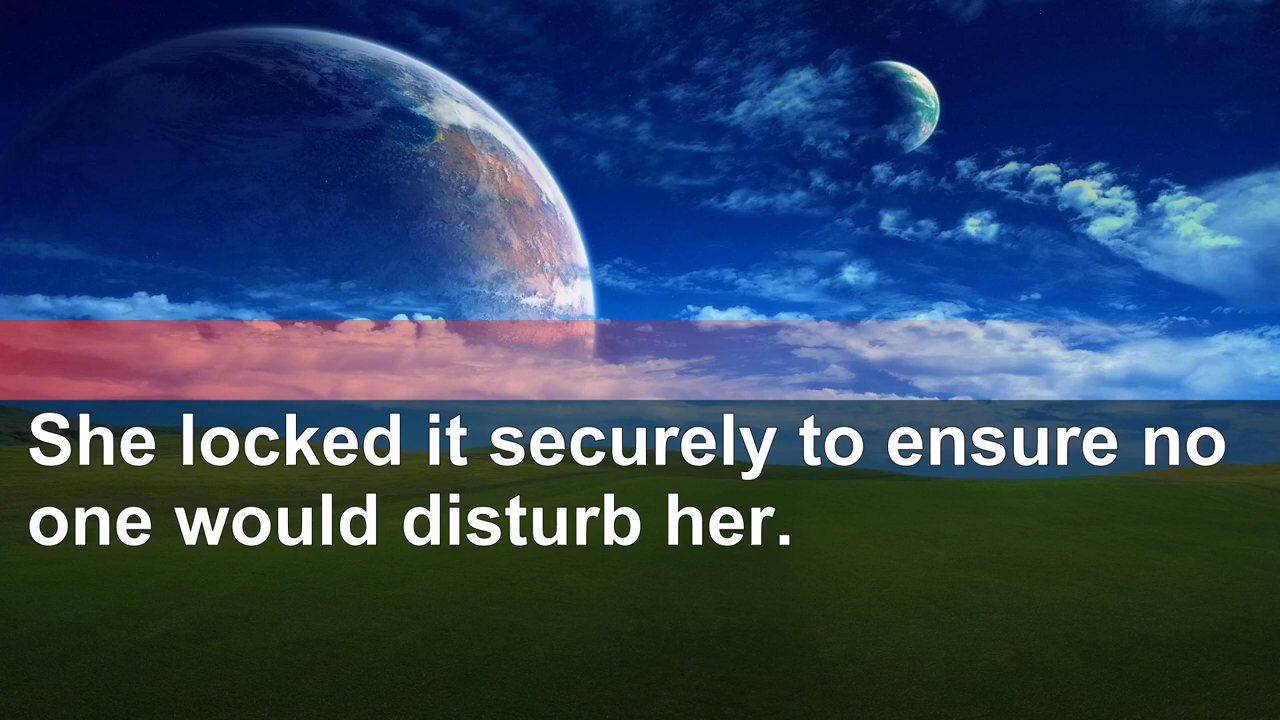 She locked it securely to ensure no
one would disturb her.